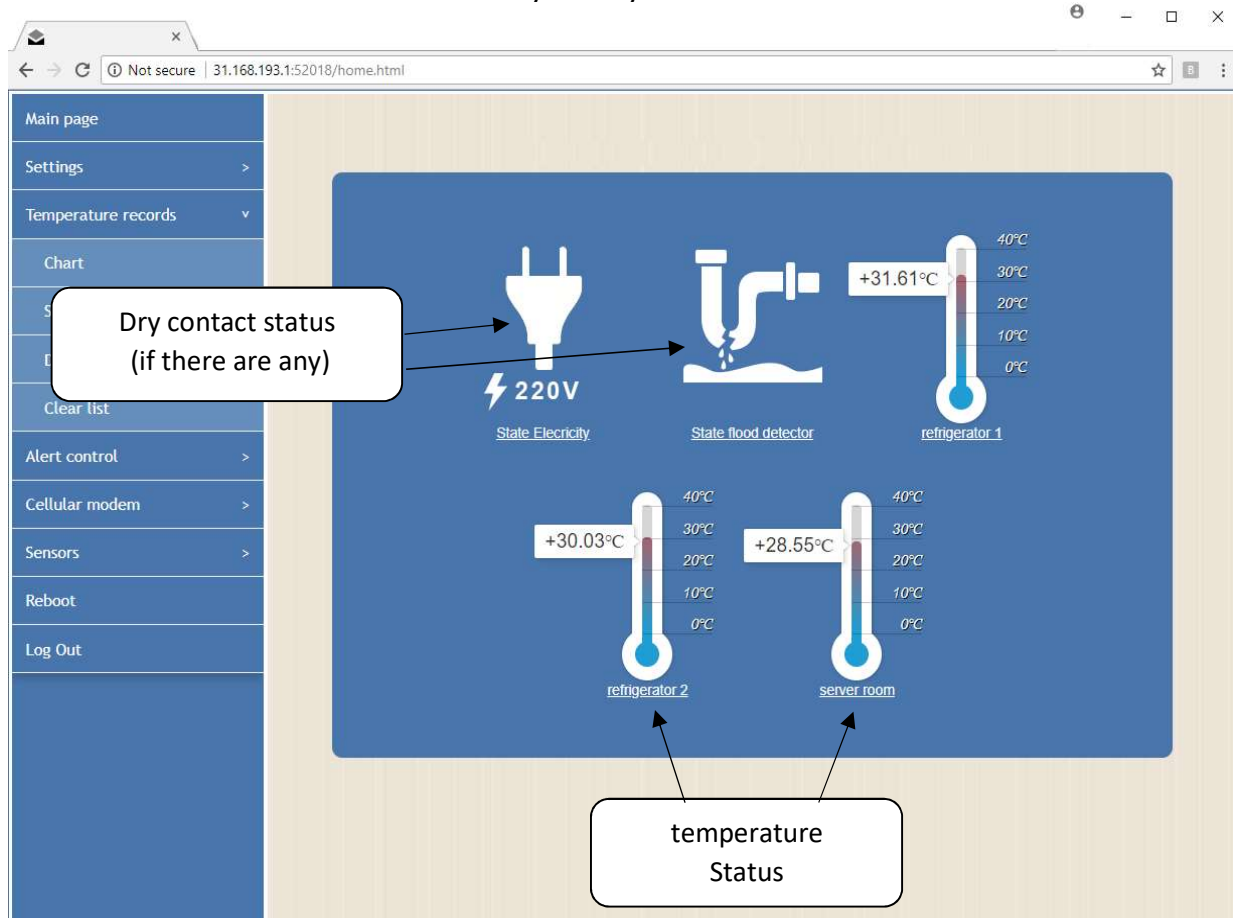 Not secure | 31.168.193.1:52018/home.html
B
Main page
Settings >
Temperature records v
Chart
S
Clear list
Alert control >
Cellular modem >
Sensors >
Reboot
Log Out
Dry contact status
(if there are any)
220V
State Elecricity
State flood detector
+31.61°C
40°C
30°C
20°C
10°C
0°C
refrigerator 1
+30.03°C
40°C
30°C
20°C
10°C
0°C
refrigerator 2
+28.55°C
40°C
30°C
20°C
10°C
0°C
server room
temperature
Status